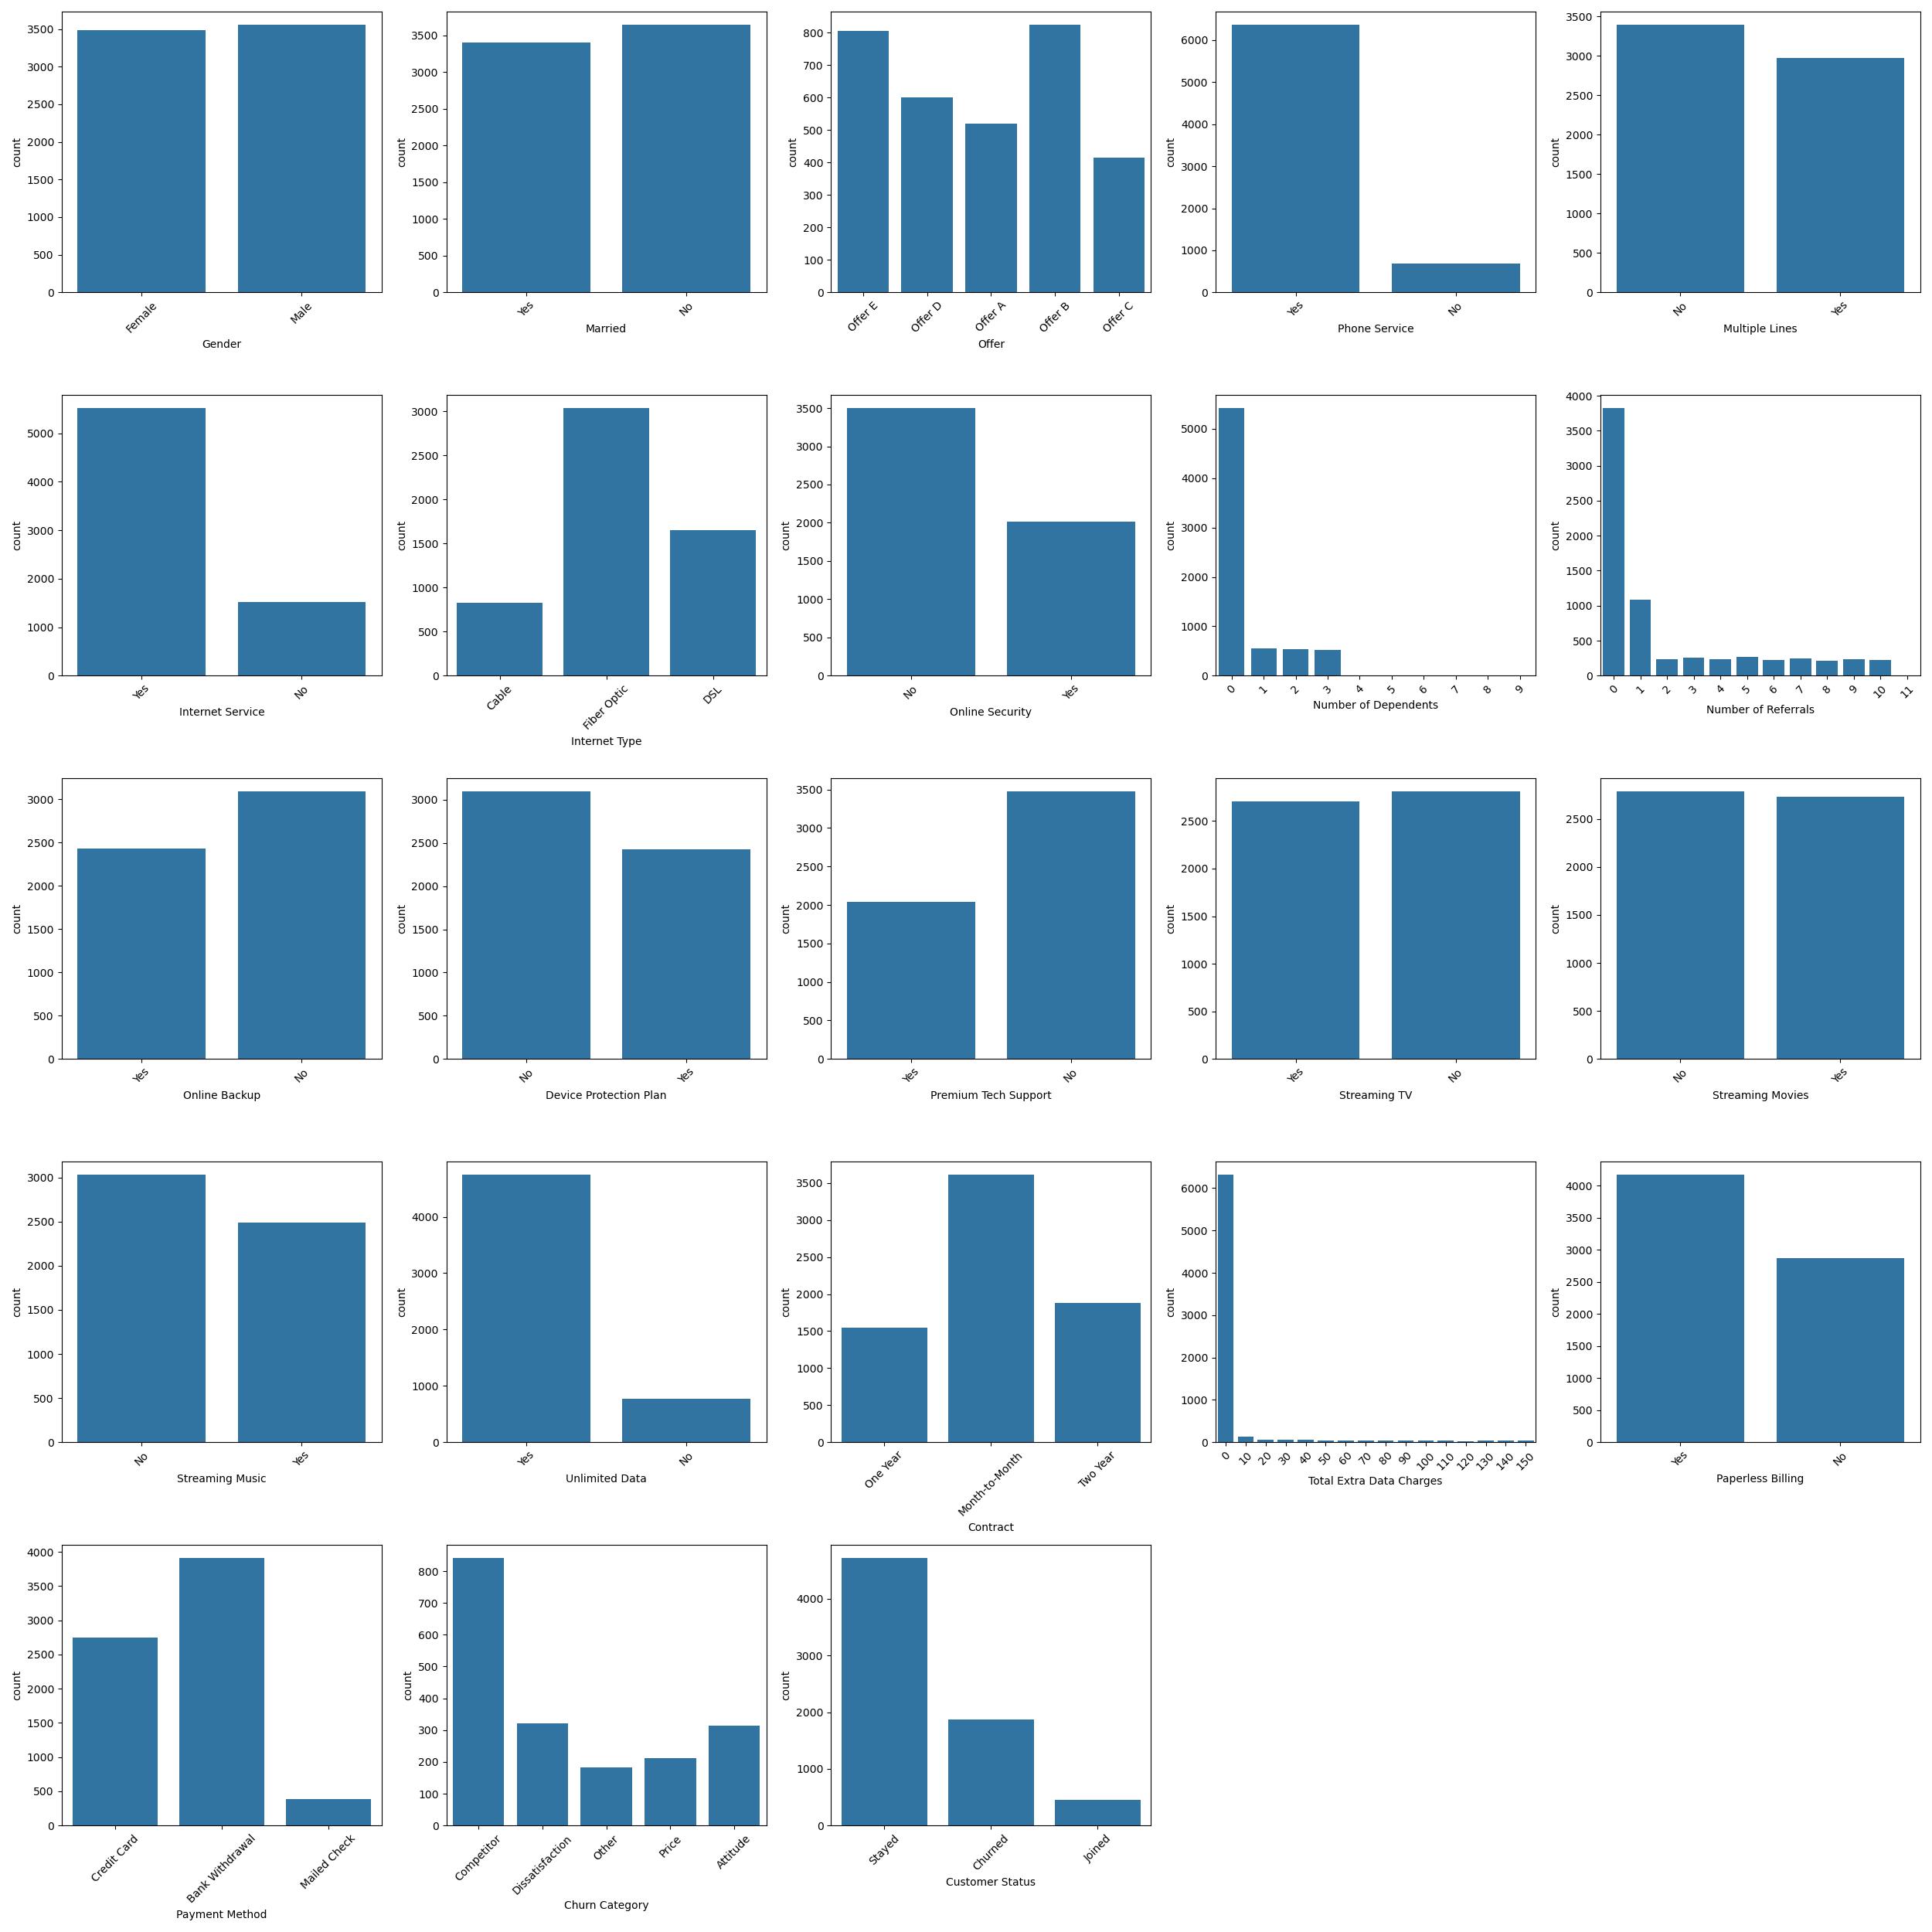 3500
3000
2500
2000
1500
1000
500
0
count
Female
Male
Gender
3500
3000
2500
2000
1500
1000
500
0
count
Yes
No
Married
800
700
600
500
400
300
200
100
0
count
Offer E
Offer D
Offer A
Offer B
Offer C
Offer
6000
5000
4000
3000
2000
1000
0
count
Yes
No
Phone Service
3500
3000
2500
2000
1500
1000
500
0
count
No
Yes
Multiple Lines
5000
4000
3000
2000
1000
0
count
Yes
No
Internet Service
3000
2500
2000
1500
1000
500
0
count
Cable
Fiber Optic
DSL
Internet Type
3500
3000
2500
2000
1500
1000
500
0
count
No
Yes
Online Security
5000
4000
3000
2000
1000
0
count
0 1 2 3 4 5 6 7 8 9
Number of Dependents
4000
3500
3000
2500
2000
1500
1000
500
0
count
0 1 2 3 4 5 6 7 8 9 10 11
Number of Referrals
3000
2500
2000
1500
1000
500
0
count
Yes
No
Online Backup
3000
2500
2000
1500
1000
500
0
count
No
Yes
Device Protection Plan
3500
3000
2500
2000
1500
1000
500
0
count
Yes
No
Premium Tech Support
2500
2000
1500
1000
500
0
count
Yes
No
Streaming TV
2500
2000
1500
1000
500
0
count
No
Yes
Streaming Movies
3000
2500
2000
1500
1000
500
0
count
No
Yes
Streaming Music
4000
3000
2000
1000
0
count
Yes
No
Unlimited Data
3500
3000
2500
2000
1500
1000
500
0
count
One Year
Month-to-Month
Two Year
Contract
6000
5000
4000
3000
2000
1000
0
count
0 10 20 30 40 50 60 70 80 90 100 110 120 130 140 150
Total Extra Data Charges
4000
3500
3000
2500
2000
1500
1000
500
0
count
Yes
No
Paperless Billing
4000
3500
3000
2500
2000
1500
1000
500
0
count
Credit Card
Bank Withdrawal
Mailed Check
Payment Method
800
700
600
500
400
300
200
100
0
count
Competitor
Dissatisfaction
Other
Price
Attitude
Churn Category
4000
3000
2000
1000
0
count
Stayed
Churned
Joined
Customer Status